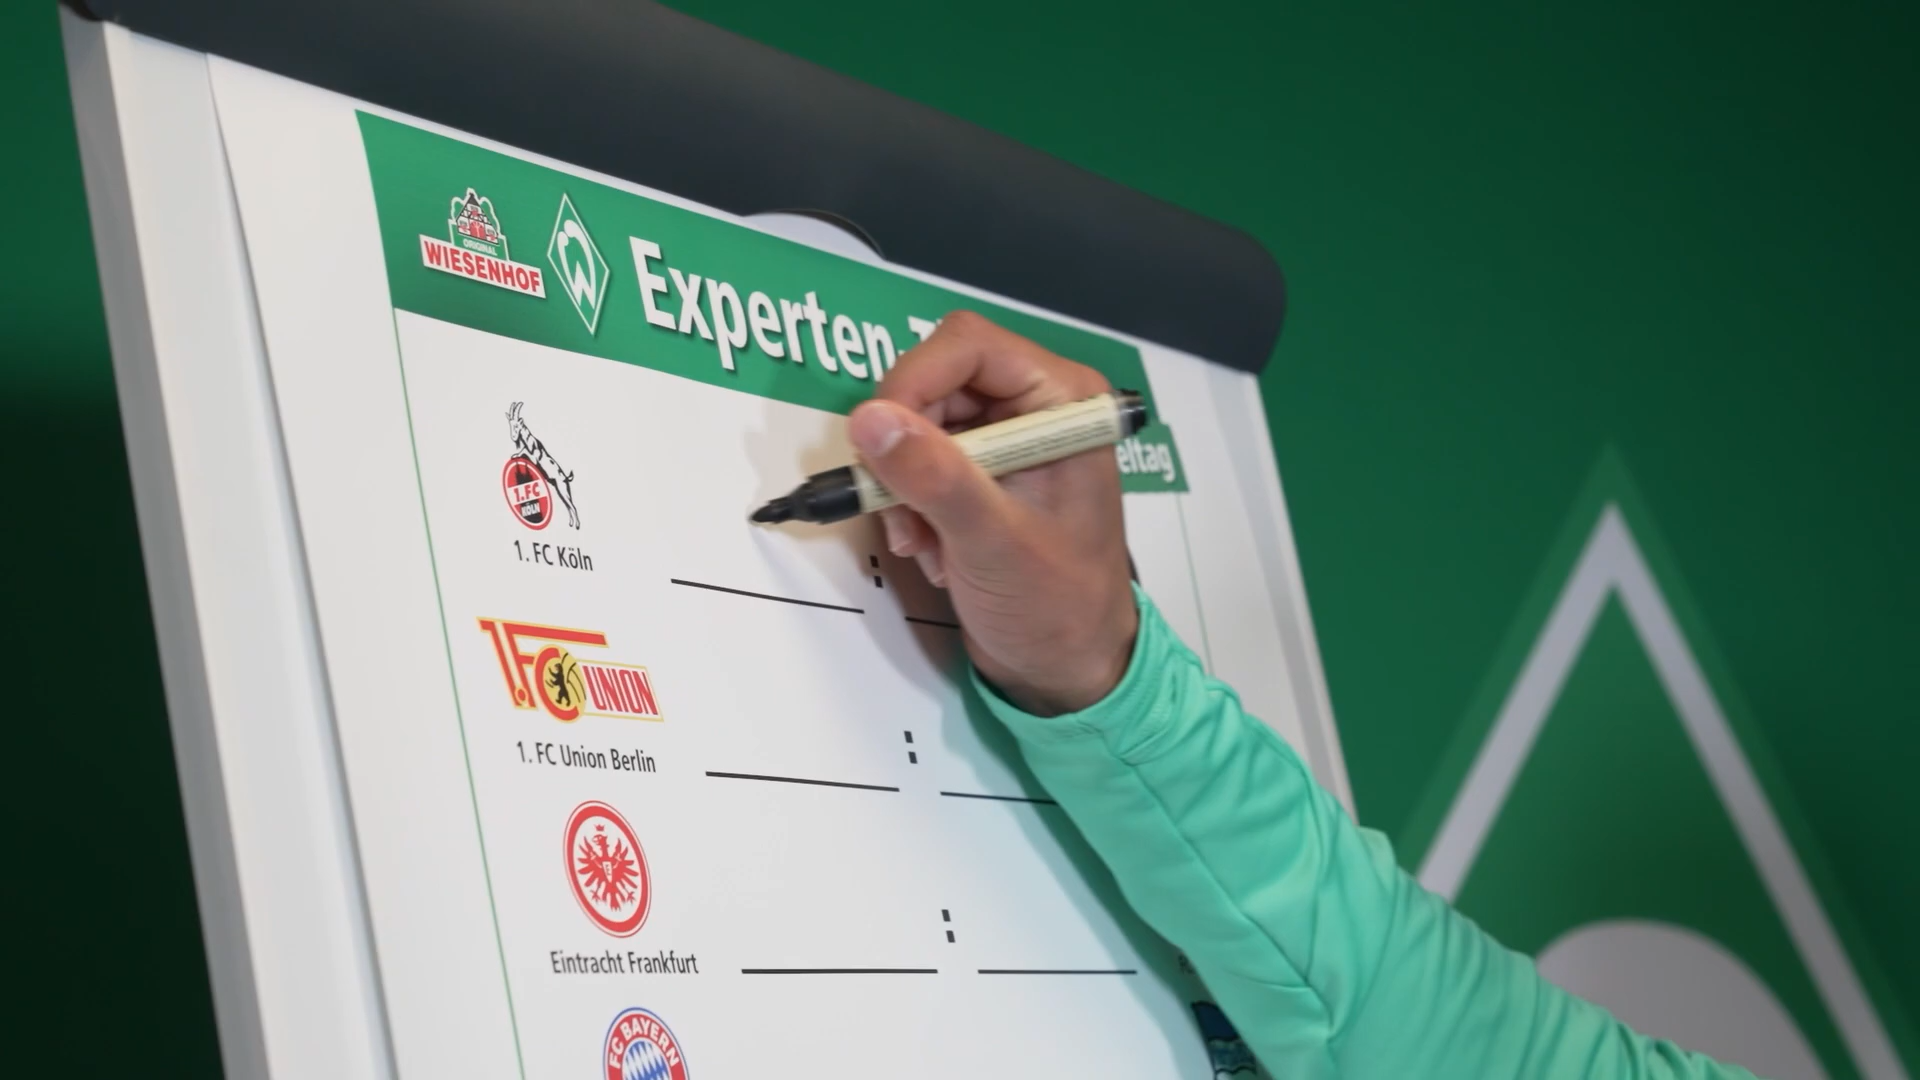 ORIGINAL
WIESENHOF
Experten-
eltag
1.FC
KÖLN
1. FC Köln
:
1.FC UNION
1. FC Union Berlin
:
Eintracht Frankfurt
:
FC BAYERN